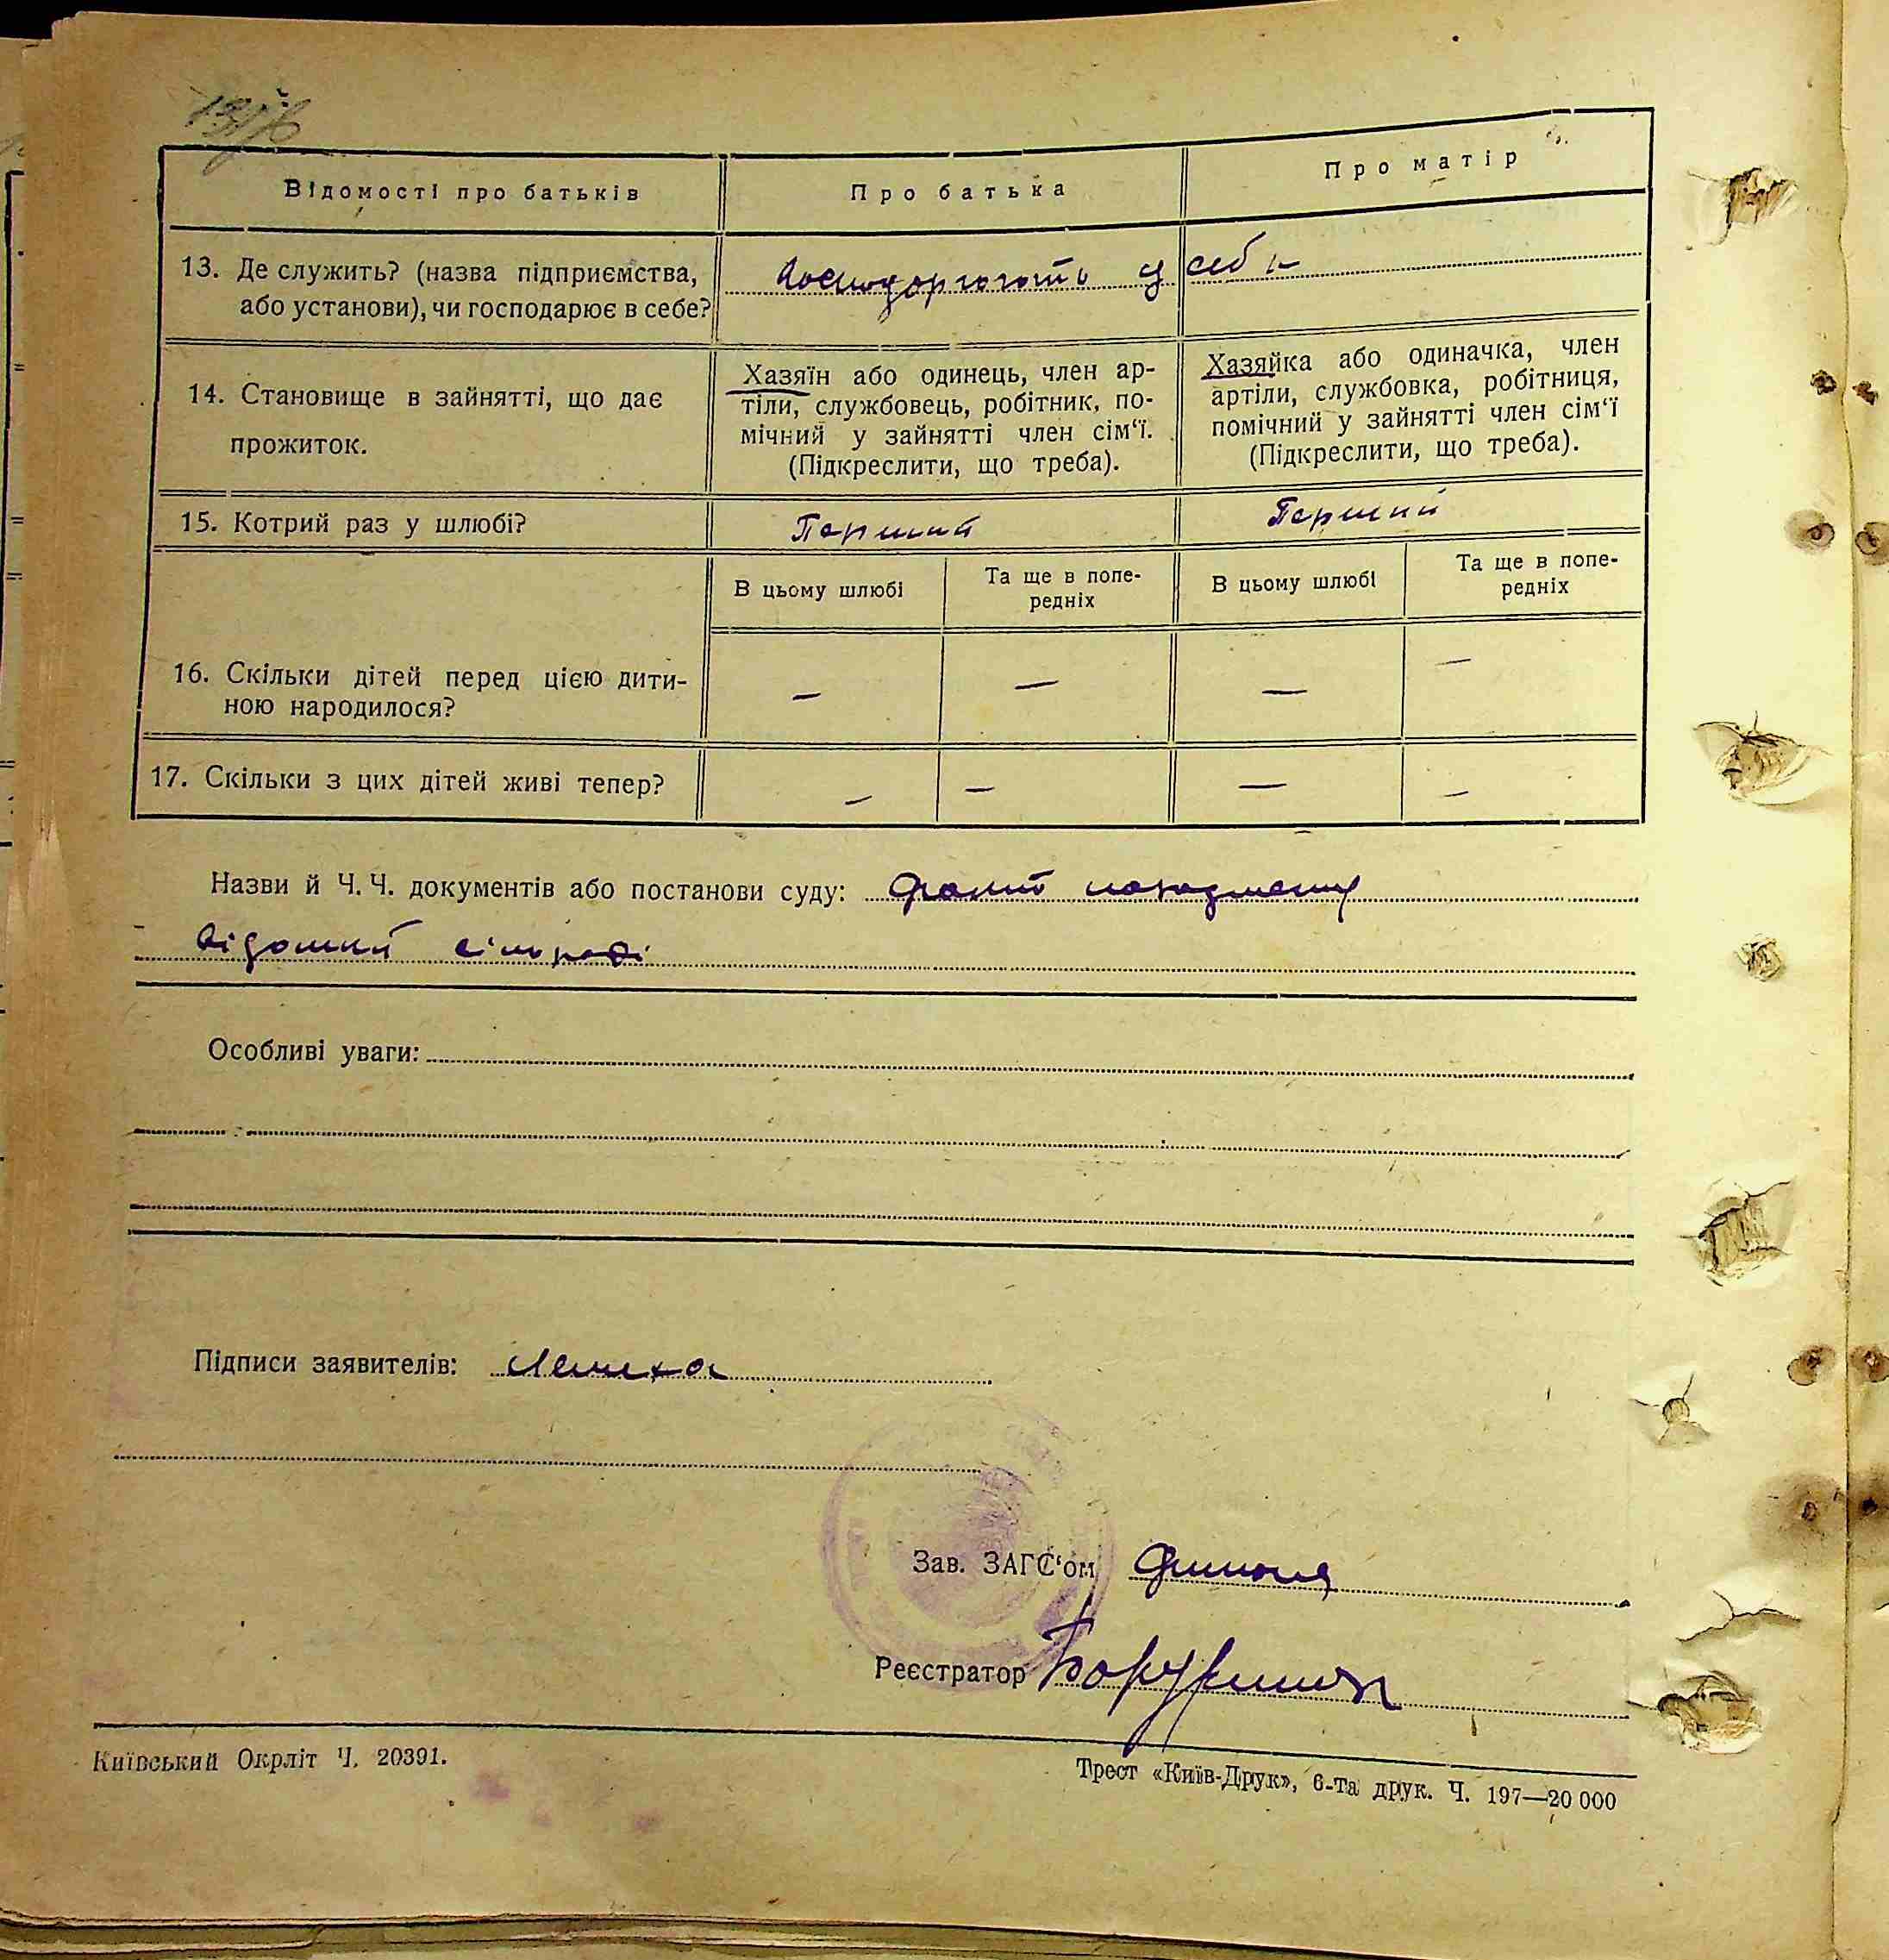 Відомості про батьків
Про батька
Про матір
13. Де служить? (назва підприємства,
або установи), чи господарює в себе?
господарюють у себе
14. Становище в зайнятті, що дає
прожиток.
Хазяїн або одинець, член ар-
тіли, службовець, робітник, по-
мічний у зайнятті член сім‘ї.
(Підкреслити, що треба).
Хазяйка або одиначка, член
артіли, службовка, робітниця,
помічний у зайнятті член сім‘ї
(Підкреслити, що треба).
15. Котрий раз у шлюбі?
Перший
Перший
В цьому шлюбі
Та ще в попе-
редніх
В цьому шлюбі
Та ще в попе-
редніх
16. Скільки дітей перед цією дити-
ною народилося?
— — — —
17. Скільки з цих дітей живі тепер?
— — — —
Назви й Ч. Ч. документів або постанови суду: факт народження
відомий сільраді
Особливі уваги:
Підписи заявителів:
Зав. ЗАГС‘ом
Реєстратор
Київський Окрліт Ч. 20391.
Трест «Київ-Друк», 6-та друк. Ч. 197—20 000